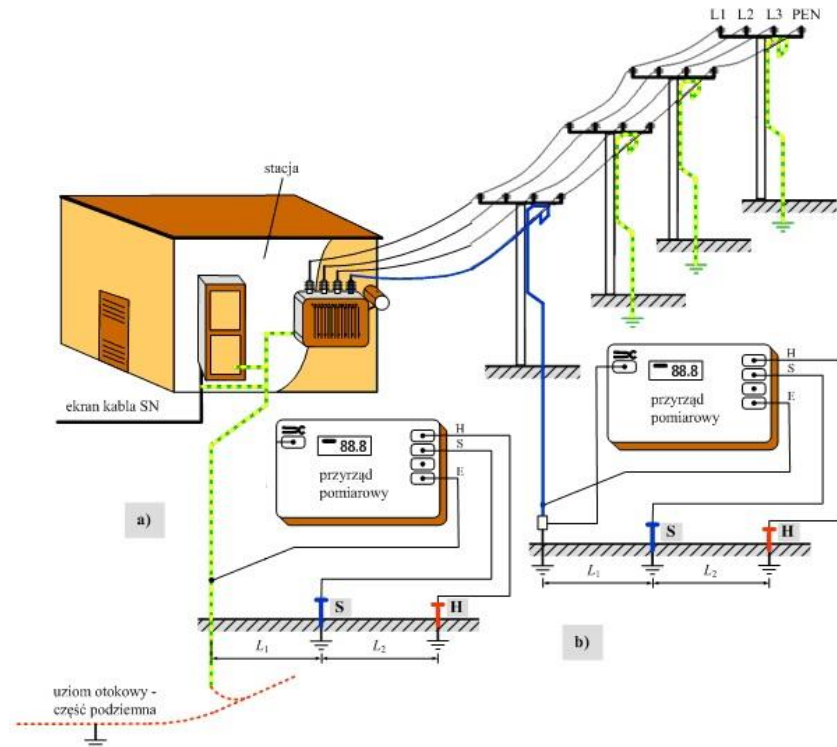 L1 L2 L3 PEN
stacja
ekran kabla SN
88.8
przyrząd
pomiarowy
H
S
E
a)
S
H
L₁
L₂
uziom otokowy -
część podziemna
88.8
przyrząd
pomiarowy
H
S
E
S
H
L₁
L₂
b)